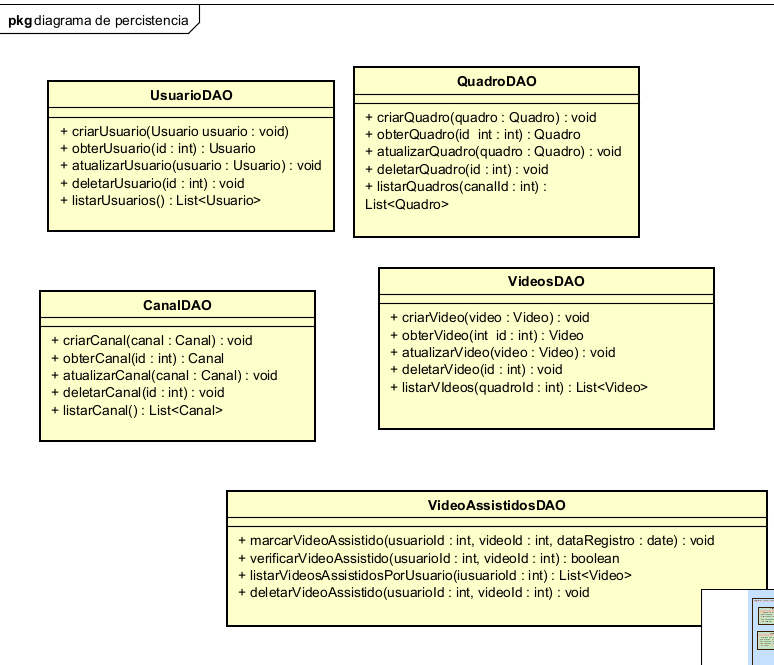 pkg diagrama de percistencia
UsuarioDAO
+ criarUsuario(Usuario usuario : void)
+ obterUsuario(id : int) : Usuario
+ atualizarUsuario(usuario : Usuario) : void
+ deletarUsuario(id : int) : void
+ listarUsuarios() : List<Usuario>
QuadroDAO
+ criarQuadro(quadro : Quadro) : void
+ obterQuadro(id  int : int) : Quadro
+ atualizarQuadro(quadro : Quadro) : void
+ deletarQuadro(id : int) : void
+ listarQuadros(canalId : int) :
List<Quadro>
CanalDAO
+ criarCanal(canal : Canal) : void
+ obterCanal(id : int) : Canal
+ atualizarCanal(canal : Canal) : void
+ deletarCanal(id : int) : void
+ listarCanal() : List<Canal>
VideosDAO
+ criarVideo(video : Video) : void
+ obterVideo(int  id : int) : Video
+ atualizarVideo(video : Video) : void
+ deletarVideo(id : int) : void
+ listarVIdeos(quadroId : int) : List<Video>
VideoAssistidosDAO
+ marcarVideoAssistido(usuarioId : int, videoId : int, dataRegistro : date) : void
+ verificarVideoAssistido(usuarioId : int, videoId : int) : boolean
+ listarVideosAssistidosPorUsuario(iusuarioId : int) : List<Video>
+ deletarVideoAssistido(usuarioId : int, videoId : int) : void